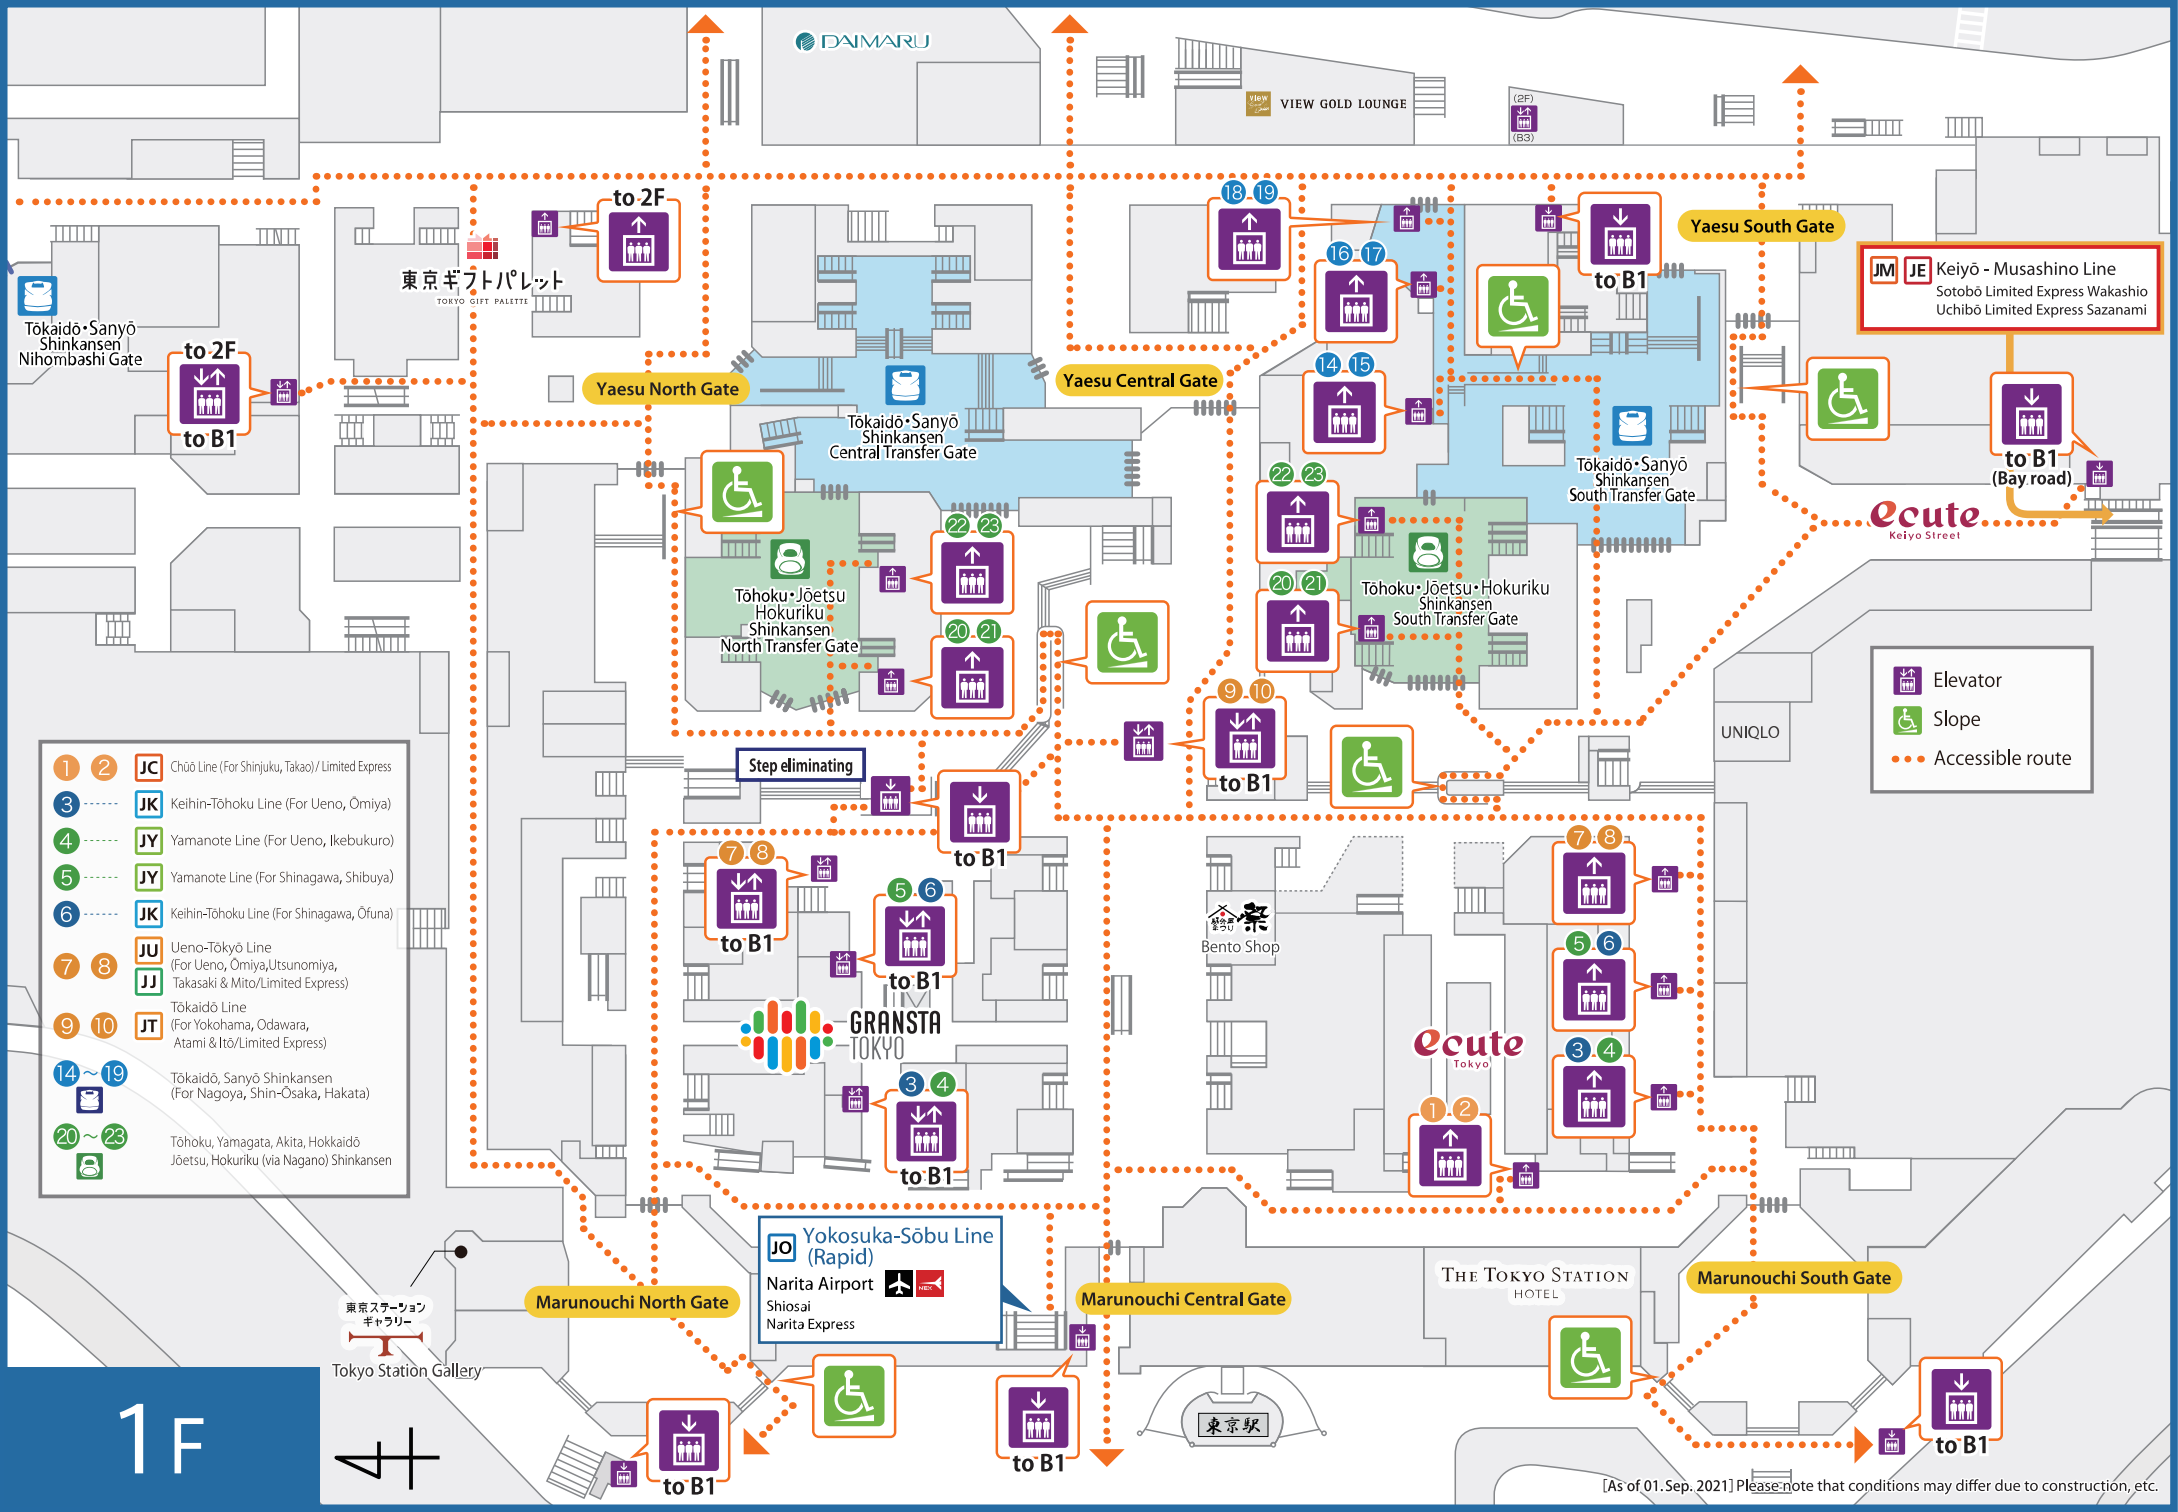 DAIMARU
VIEW GOLD LOUNGE
(2F)
(B3)
to 2F
18 19
16 17
14 15
to B1
Yaesu South Gate
JM JE Keiyō - Musashino Line
Sotobō Limited Express Wakashio
Uchibō Limited Express Sazanami
東京ギフトパレット
TOKYO GIFT PALETTE
Tōkaidō・Sanyō
Shinkansen
Nihombashi Gate
to 2F
to B1
Yaesu North Gate
Yaesu Central Gate
Tōkaidō・Sanyō
Shinkansen
Central Transfer Gate
Tōkaidō・Sanyō
Shinkansen
South Transfer Gate
to B1
(Bay road)
ecute
Keiyo Street
22 23
20 21
Tōhoku・Jōetsu
Hokuriku
Shinkansen
North Transfer Gate
22 23
20 21
Tōhoku・Jōetsu・Hokuriku
Shinkansen
South Transfer Gate
9 10
to B1
Elevator
Slope
Accessible route
UNIQLO
Step eliminating
to B1
1 2 JC Chūō Line (For Shinjuku, Takao) / Limited Express
3 JK Keihin-Tōhoku Line (For Ueno, Ōmiya)
4 JY Yamanote Line (For Ueno, Ikebukuro)
5 JY Yamanote Line (For Shinagawa, Shibuya)
6 JK Keihin-Tōhoku Line (For Shinagawa, Ōfuna)
7 8 JU JJ Ueno-Tōkyō Line
(For Ueno, Ōmiya,Utsunomiya,
Takasaki & Mito/Limited Express)
9 10 JT Tōkaidō Line
(For Yokohama, Odawara,
Atami & Itō/Limited Express)
14～19 Tōkaidō, Sanyō Shinkansen
(For Nagoya, Shin-Ōsaka, Hakata)
20～23 Tōhoku, Yamagata, Akita, Hokkaidō
Jōetsu, Hokuriku (via Nagano) Shinkansen
7 8
to B1
5 6
to B1
GRANSTA
TOKYO
3 4
to B1
祭
Bento Shop
ecute
Tokyo
7 8
5 6
3 4
1 2
JO Yokosuka-Sōbu Line
(Rapid)
Narita Airport NEX
Shiosai
Narita Express
Marunouchi North Gate
Marunouchi Central Gate
THE TOKYO STATION
HOTEL
Marunouchi South Gate
東京ステーション
ギャラリー
Tokyo Station Gallery
to B1
to B1
東京駅
to B1
1F
[As of 01. Sep. 2021] Please note that conditions may differ due to construction, etc.